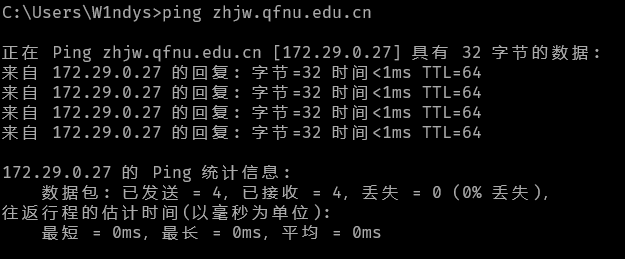 C:\Users\W1ndys>ping zhjw.qfnu.edu.cn
正在 Ping zhjw.qfnu.edu.cn [172.29.0.27] 具有 32 字节的数据:
来自 172.29.0.27 的回复: 字节=32 时间<1ms TTL=64
来自 172.29.0.27 的回复: 字节=32 时间<1ms TTL=64
来自 172.29.0.27 的回复: 字节=32 时间<1ms TTL=64
来自 172.29.0.27 的回复: 字节=32 时间<1ms TTL=64
172.29.0.27 的 Ping 统计信息:
数据包: 已发送 = 4, 已接收 = 4, 丢失 = 0 (0% 丢失),
往返行程的估计时间(以毫秒为单位):
最短 = 0ms, 最长 = 0ms, 平均 = 0ms